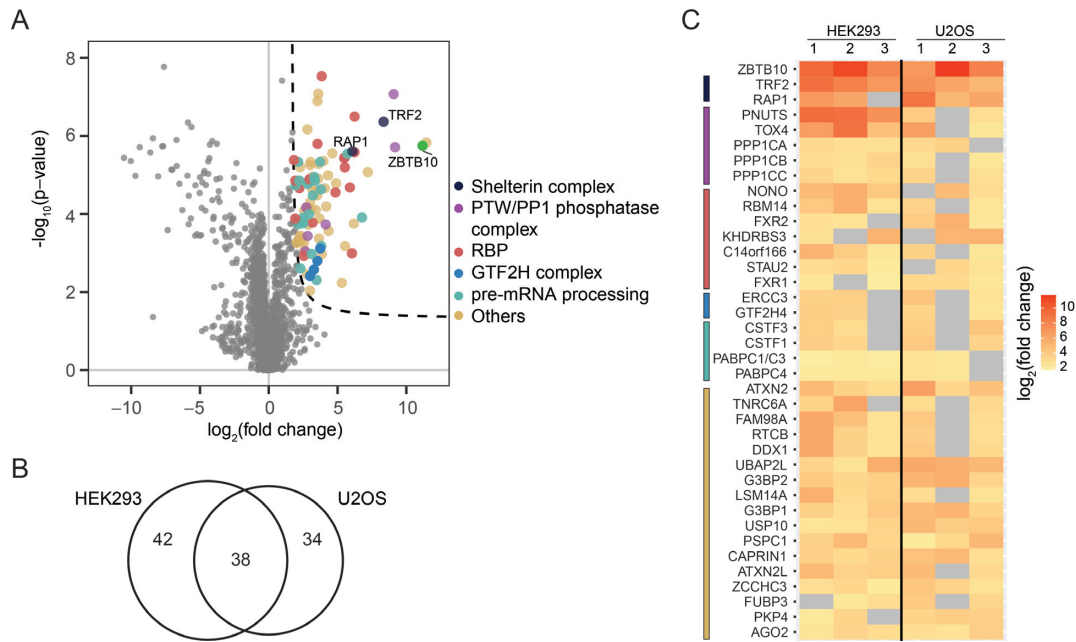 A
8
6
4
2
0
−10
−5
0
5
10
-log10(p−value)
log2(fold change)
TRF2
RAP1
ZBTB10
Shelterin complex
PTW/PP1 phosphatase
complex
RBP
GTF2H complex
pre-mRNA processing
Others
B
HEK293
U2OS
42
38
34
C
HEK293
U2OS
1 2 3 1 2 3
ZBTB10
TRF2
RAP1
PNUTS
TOX4
PPP1CA
PPP1CB
PPP1CC
NONO
RBM14
FXR2
KHDRBS3
C14orf166
STAU2
FXR1
ERCC3
GTF2H4
CSTF3
CSTF1
PABPC1/C3
PABPC4
ATXN2
TNRC6A
FAM98A
RTCB
DDX1
UBAP2L
G3BP2
LSM14A
G3BP1
USP10
PSPC1
CAPRIN1
ATXN2L
ZCCHC3
FUBP3
PKP4
AGO2
10
8
6
4
2
log2(fold change)